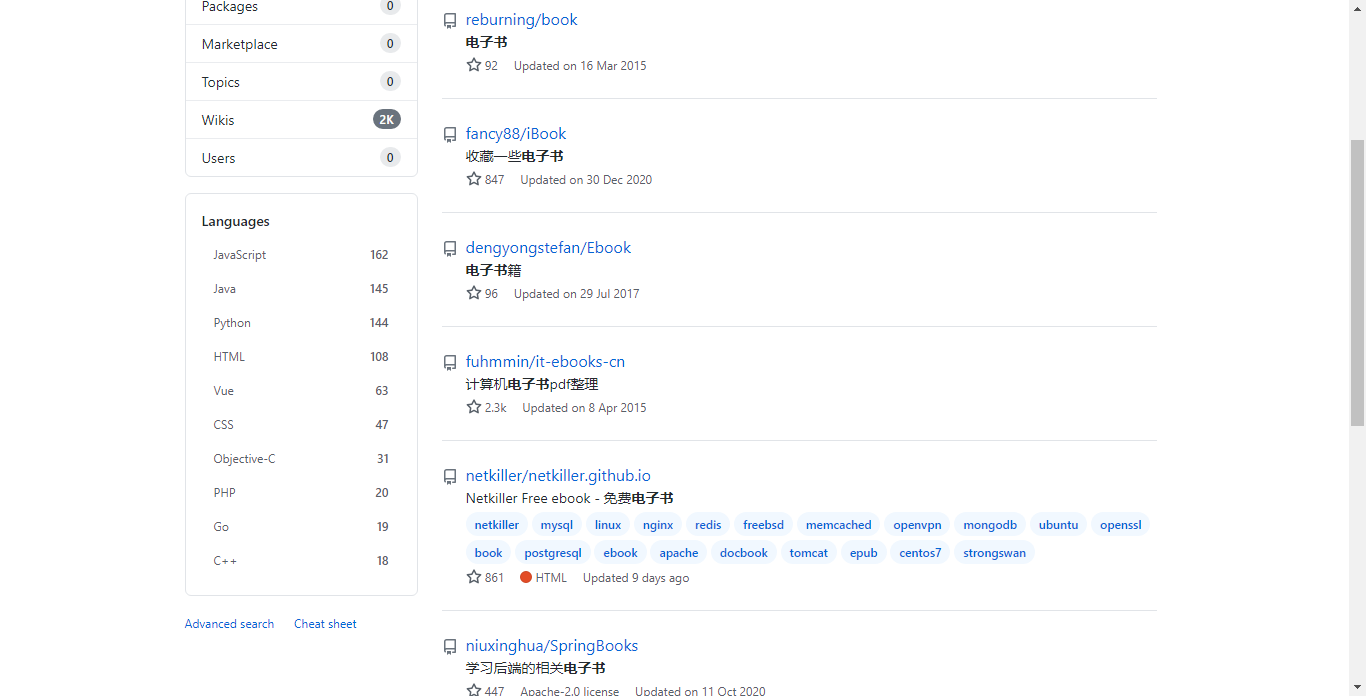 Packages 0
Marketplace 0
Topics 0
Wikis 2K
Users 0
Languages
JavaScript 162
Java 145
Python 144
HTML 108
Vue 63
CSS 47
Objective-C 31
PHP 20
Go 19
C++ 18
Advanced search Cheat sheet
reburning/book
电子书
92 Updated on 16 Mar 2015
fancy88/iBook
收藏一些电子书
847 Updated on 30 Dec 2020
dengyongstefan/Ebook
电子书籍
96 Updated on 29 Jul 2017
fuhmmin/it-ebooks-cn
计算机电子书pdf整理
2.3k Updated on 8 Apr 2015
netkiller/netkiller.github.io
Netkiller Free ebook - 免费电子书
netkiller mysql linux nginx redis freebsd memcached openvpn mongodb ubuntu openssl
book postgresql ebook apache docbook tomcat epub centos7 strongswan
861 HTML Updated 9 days ago
niuxinghua/SpringBooks
学习后端的相关电子书
447 Apache-2.0 license Updated on 11 Oct 2020